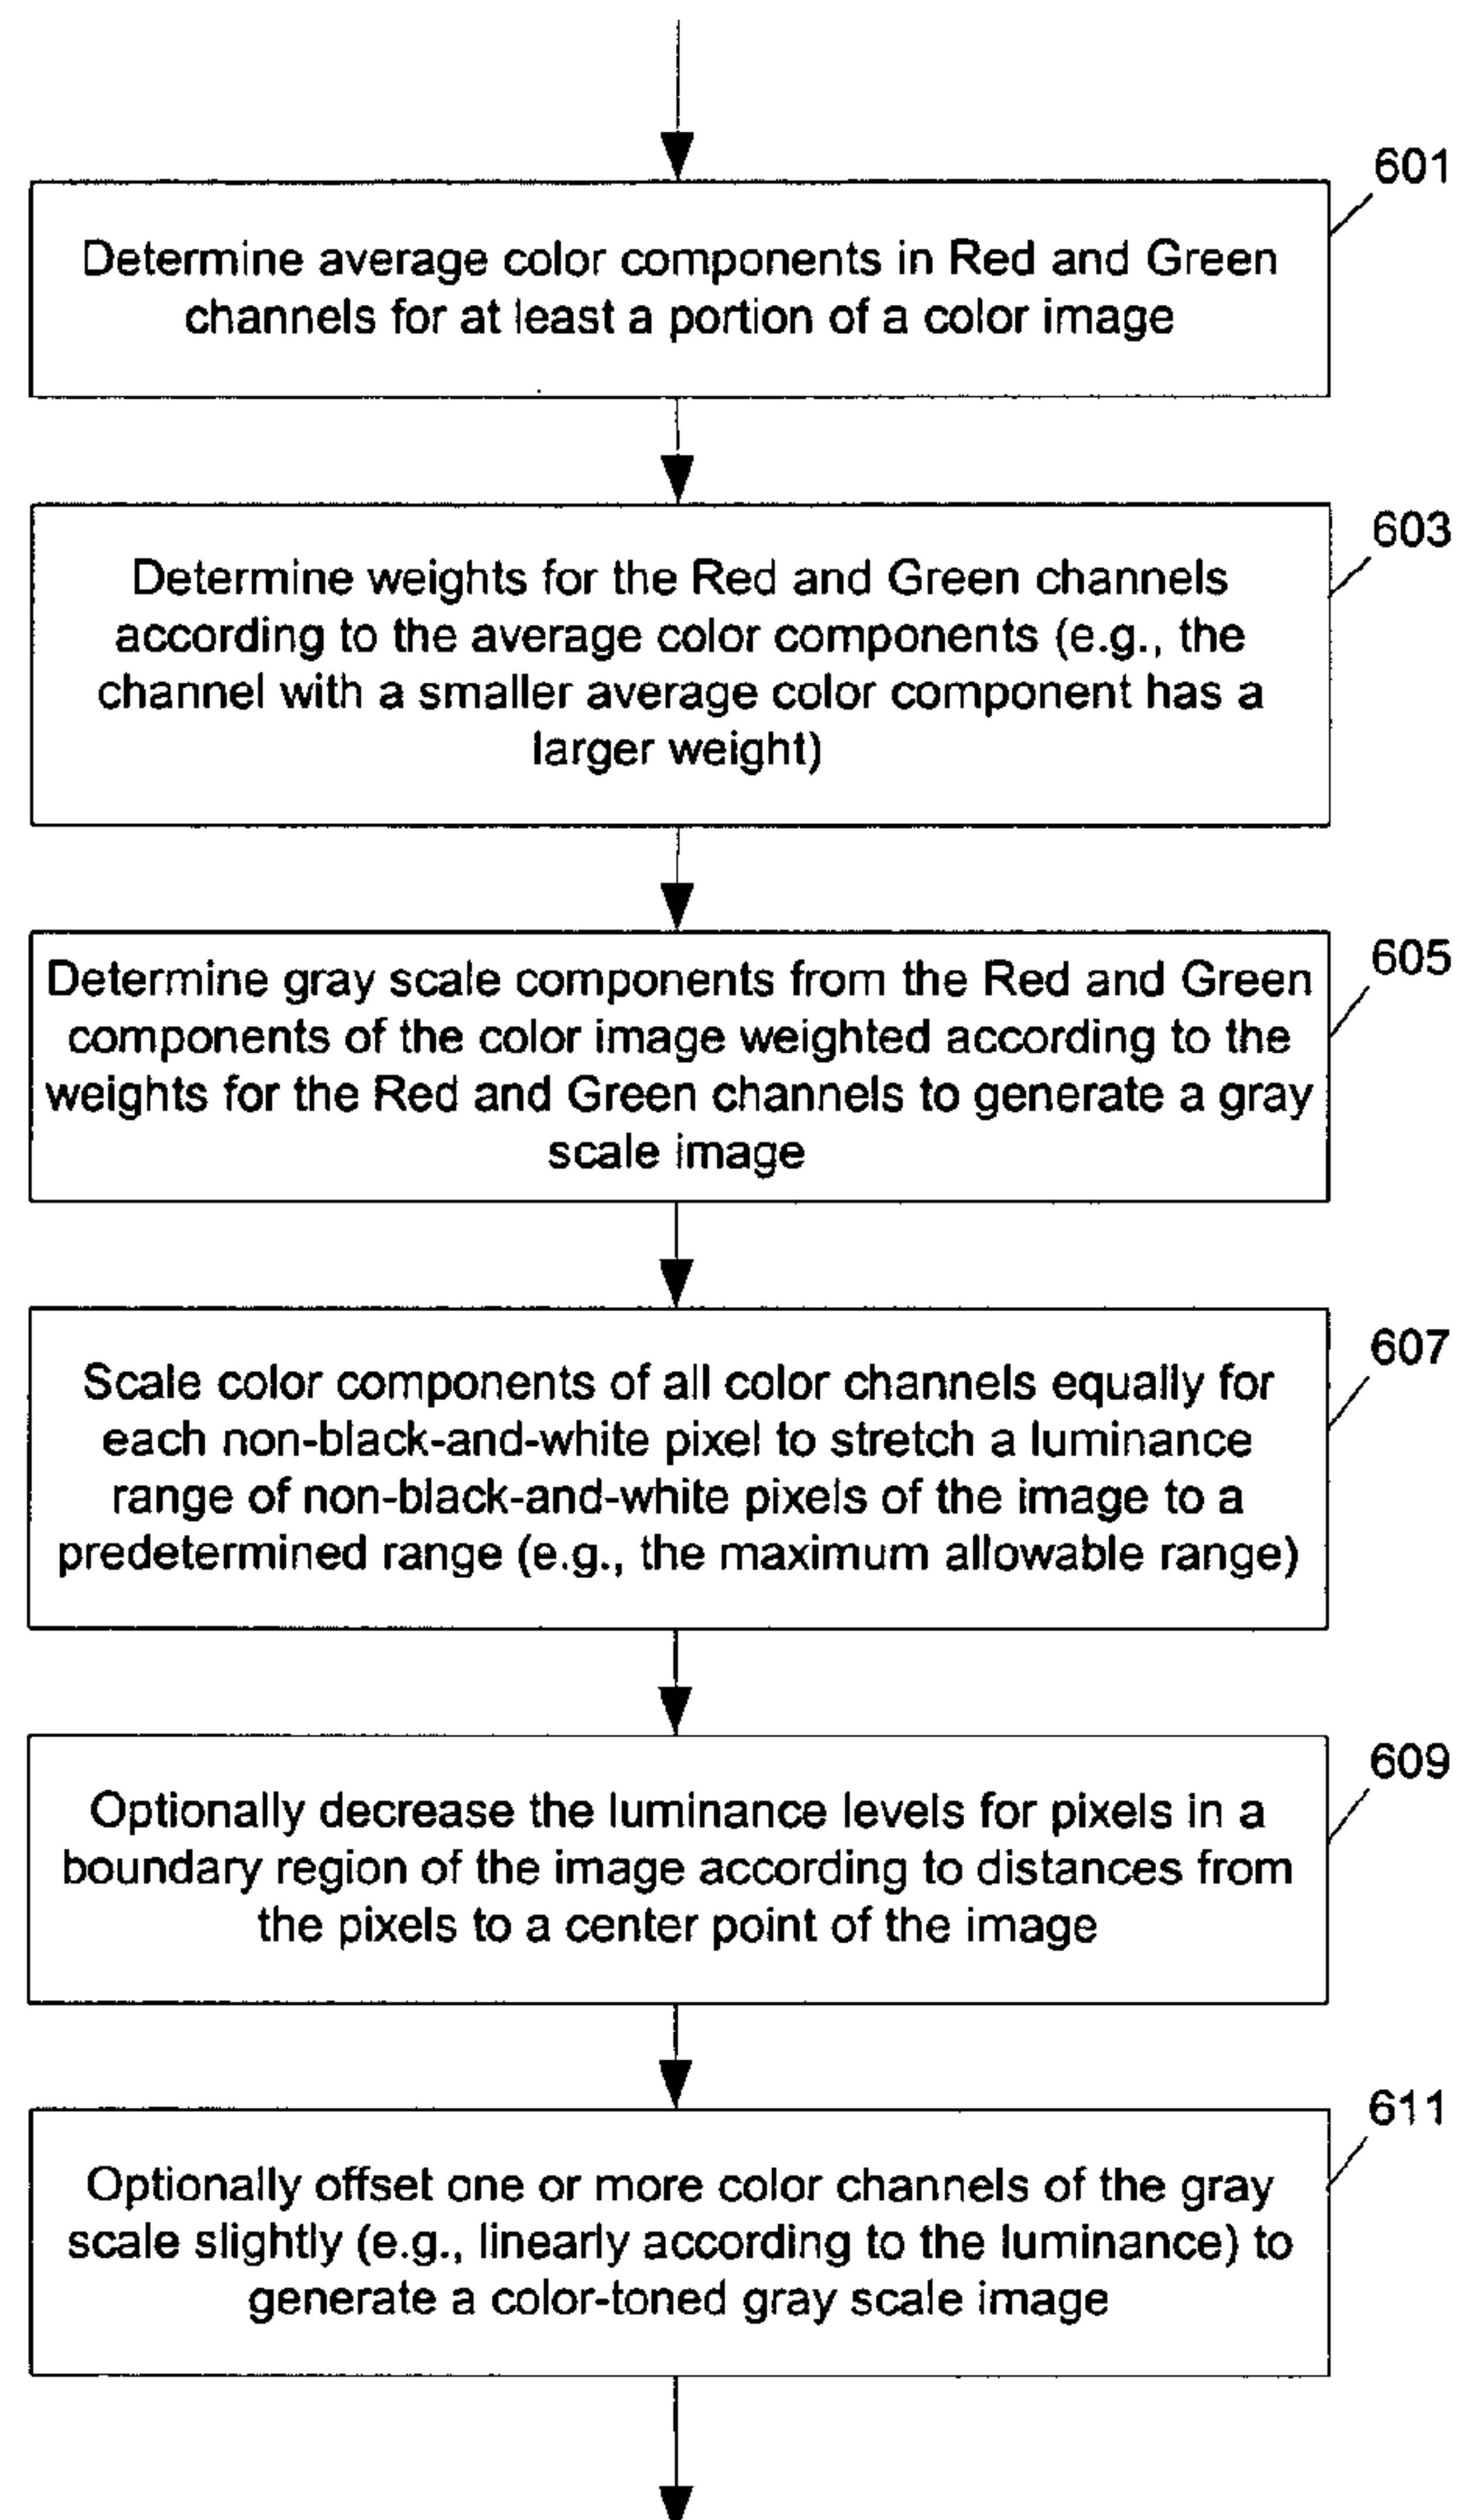 601
Determine average color components in Red and Green
channels for at least a portion of a color image
603
Determine weights for the Red and Green channels
according to the average color components (e.g., the
channel with a smaller average color component has a
larger weight)
605
Determine gray scale components from the Red and Green
components of the color image weighted according to the
weights for the Red and Green channels to generate a gray
scale image
607
Scale color components of all color channels equally for
each non-black-and-white pixel to stretch a luminance
range of non-black-and-white pixels of the image to a
predetermined range (e.g., the maximum allowable range)
609
Optionally decrease the luminance levels for pixels in a
boundary region of the image according to distances from
the pixels to a center point of the image
611
Optionally offset one or more color channels of the gray
scale slightly (e.g., linearly according to the luminance) to
generate a color-toned gray scale image